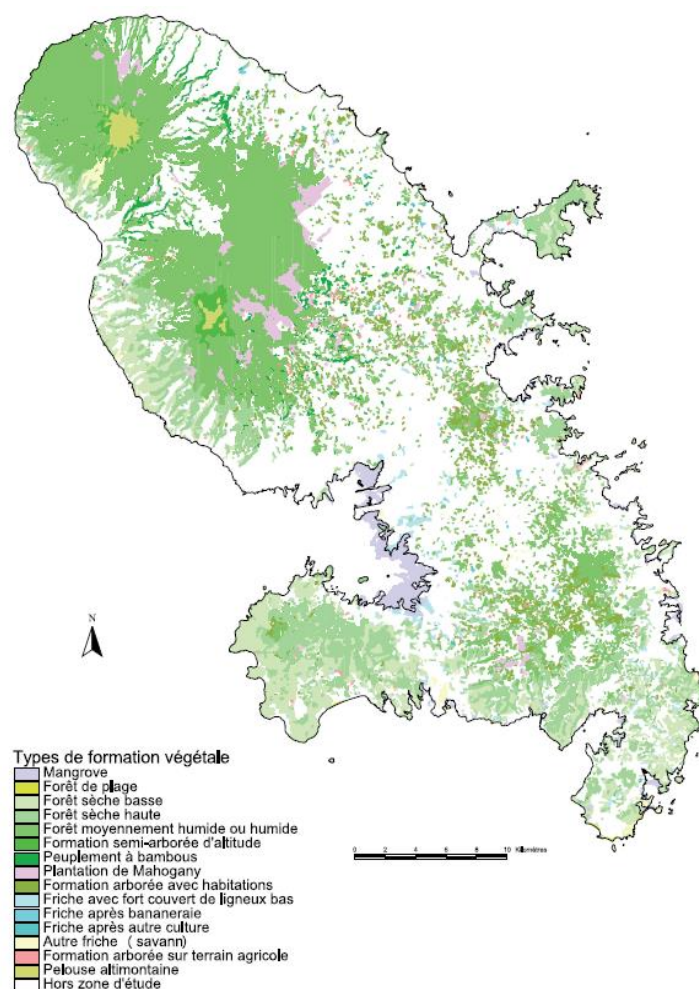 N
Types de formation végétale
Mangrove
Forêt de plage
Forêt sèche basse
Forêt sèche haute
Forêt moyennement humide ou humide
Formation semi-arborée d'altitude
Peuplement à bambous
Plantation de Mahogany
Formation arborée avec habitations
Friche avec fort couvert de ligneux bas
Friche après bananeraie
Friche après autre culture
Autre friche ( savann)
Formation arborée sur terrain agricole
Pelouse altimontaine
Hors zone d'étude
0 2 4 6 8 10 Kilomètres